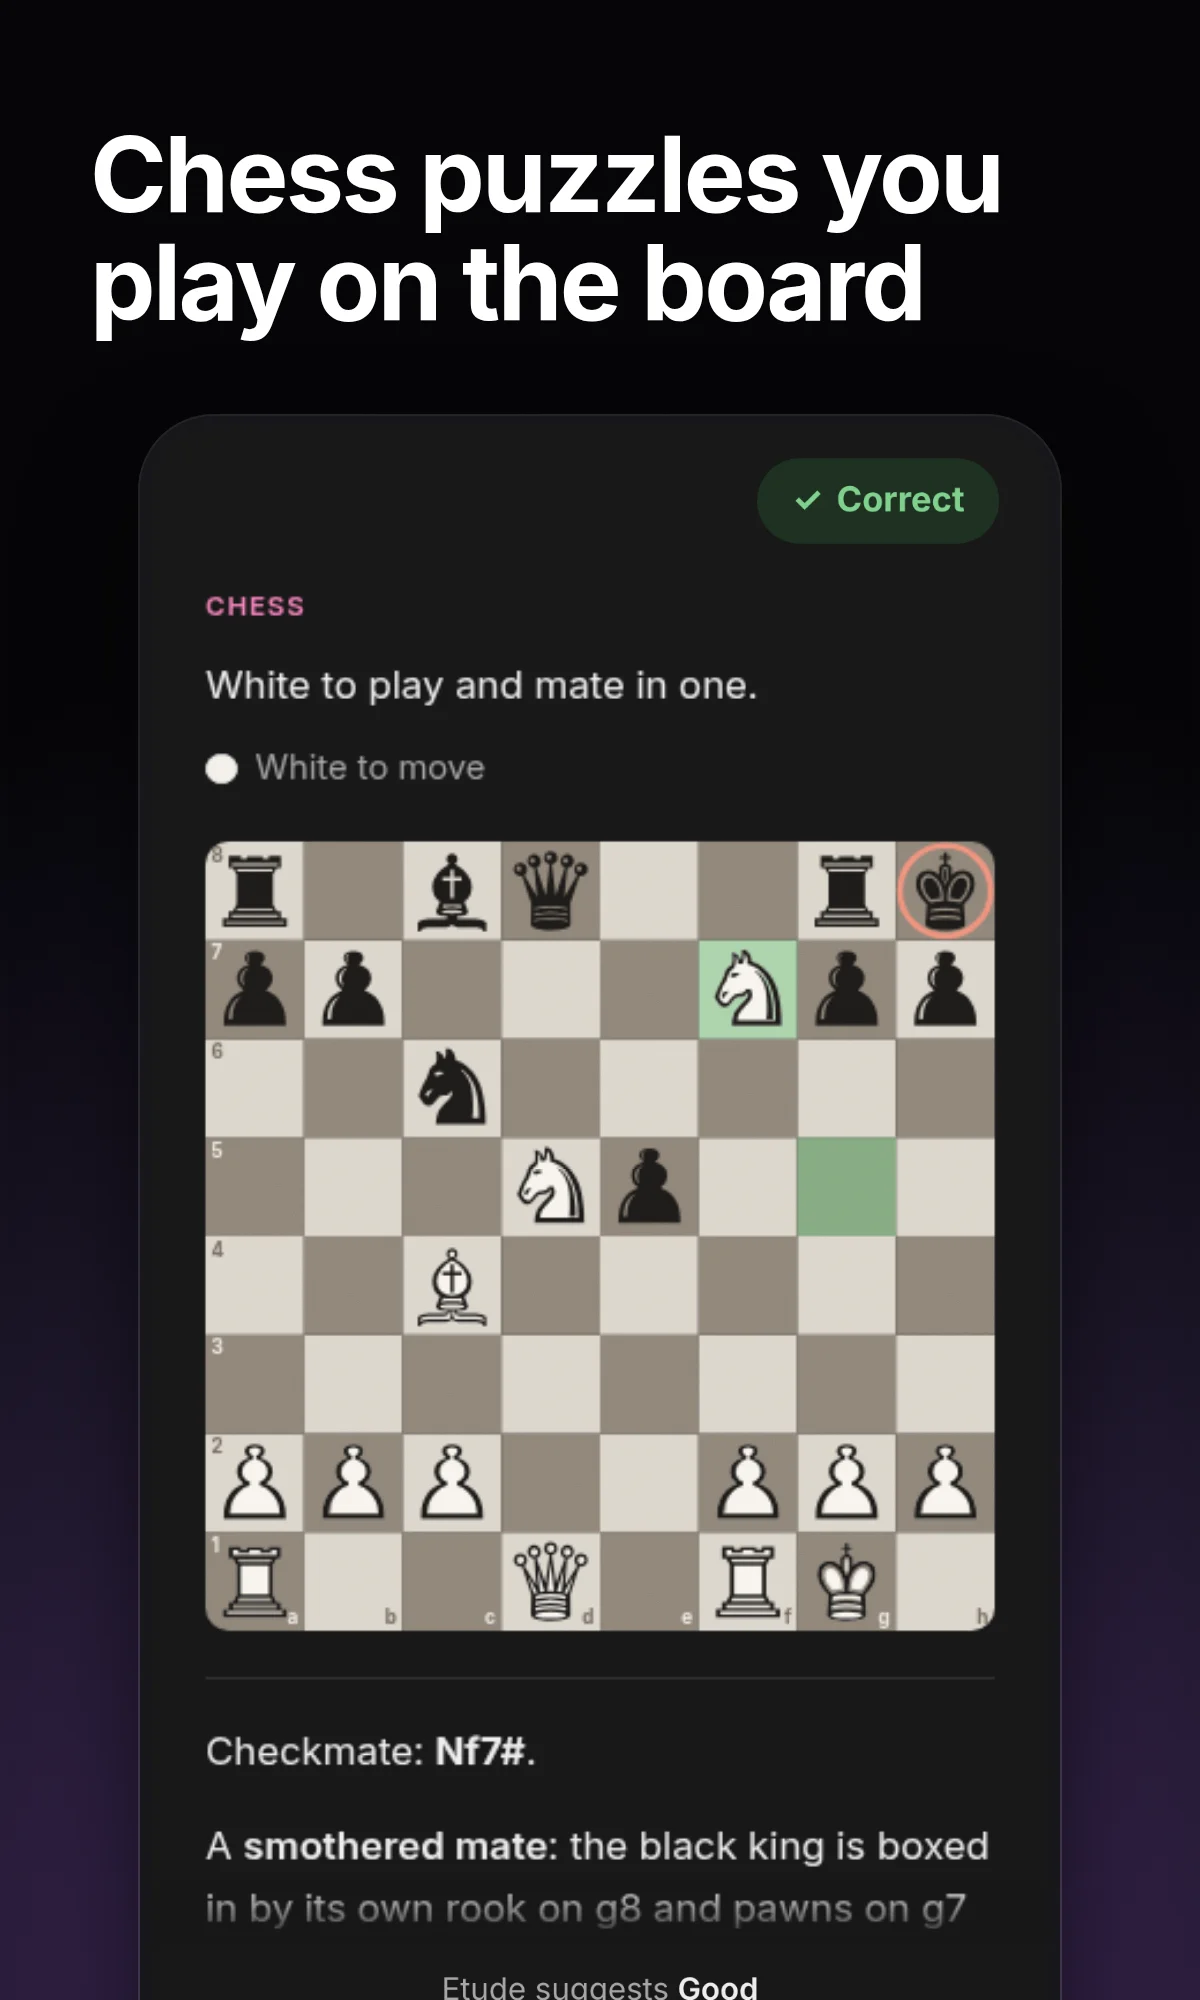 Chess puzzles you
play on the board
✓ Correct
CHESS
White to play and mate in one.
White to move
8
7
6
5
4
3
2
1
a b c d e f g h
Checkmate: Nf7#.
A smothered mate: the black king is boxed
in by its own rook on g8 and pawns on g7
Etude suggests Good